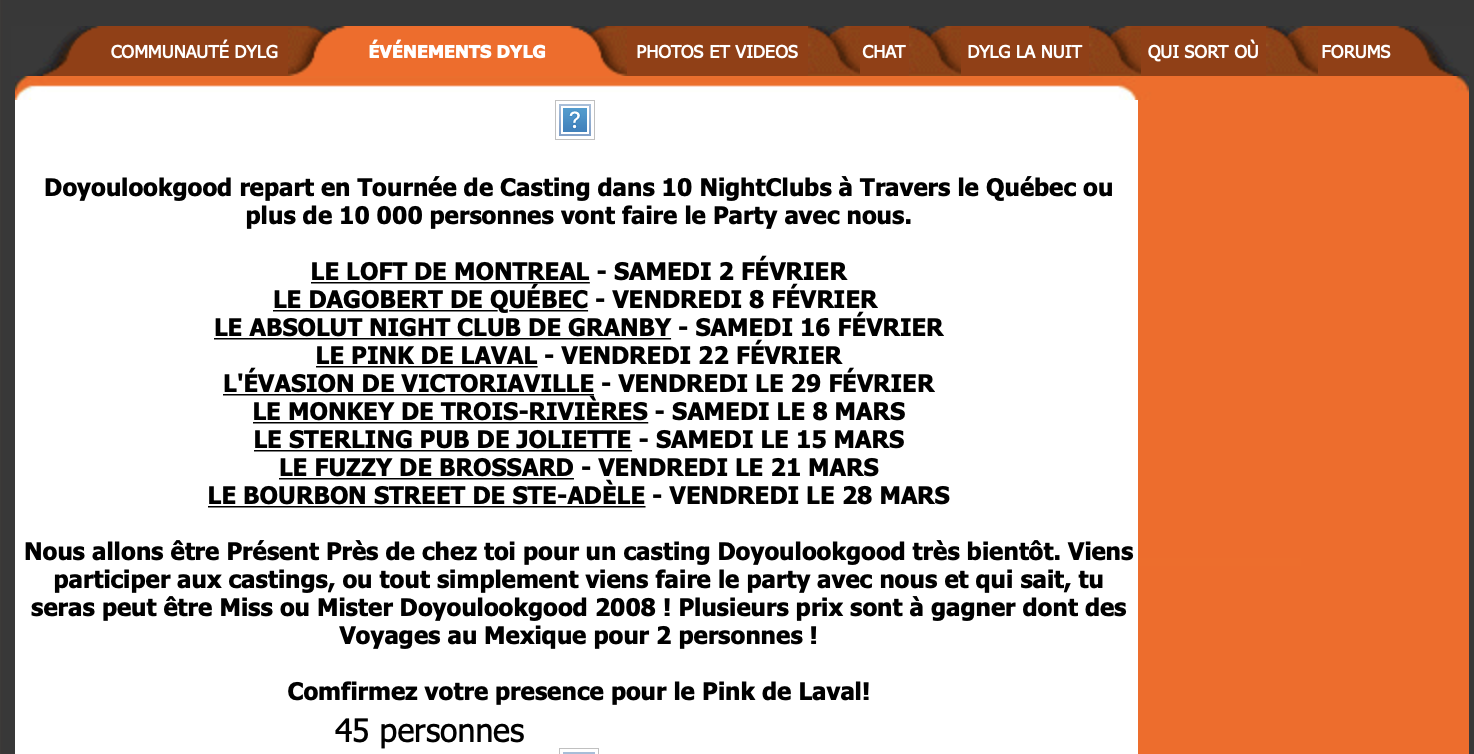 COMMUNAUTÉ DYLG ÉVÉNEMENTS DYLG PHOTOS ET VIDEOS CHAT DYLG LA NUIT QUI SORT OÙ FORUMS
?
Doyoulookgood repart en Tournée de Casting dans 10 NightClubs à Travers le Québec ou
plus de 10 000 personnes vont faire le Party avec nous.
LE LOFT DE MONTREAL - SAMEDI 2 FÉVRIER
LE DAGOBERT DE QUÉBEC - VENDREDI 8 FÉVRIER
LE ABSOLUT NIGHT CLUB DE GRANBY - SAMEDI 16 FÉVRIER
LE PINK DE LAVAL - VENDREDI 22 FÉVRIER
L'ÉVASION DE VICTORIAVILLE - VENDREDI LE 29 FÉVRIER
LE MONKEY DE TROIS-RIVIÈRES - SAMEDI LE 8 MARS
LE STERLING PUB DE JOLIETTE - SAMEDI LE 15 MARS
LE FUZZY DE BROSSARD - VENDREDI LE 21 MARS
LE BOURBON STREET DE STE-ADÈLE - VENDREDI LE 28 MARS
Nous allons être Présent Près de chez toi pour un casting Doyoulookgood très bientôt. Viens
participer aux castings, ou tout simplement viens faire le party avec nous et qui sait, tu
seras peut être Miss ou Mister Doyoulookgood 2008 ! Plusieurs prix sont à gagner dont des
Voyages au Mexique pour 2 personnes !
Comfirmez votre presence pour le Pink de Laval!
45 personnes